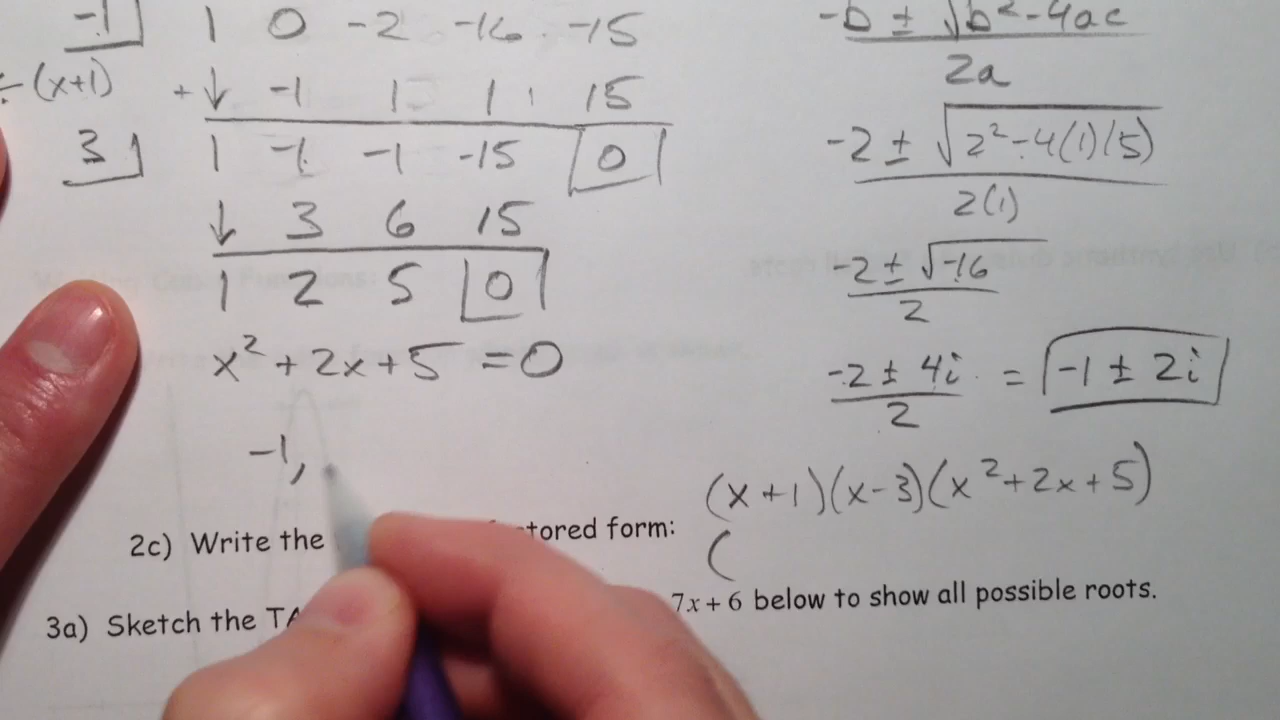 -1 1 0 -2 -16 -15
÷(x+1) + ↓ -1 1 1 15
3 1 -1 -1 -15 0
↓ 3 6 15
1 2 5 0
x² + 2x + 5 = 0
-1,
-b ± √b²-4ac
2a
-2 ± √2²-4(1)(5)
2(1)
-2 ± √-16
2
-2 ± 4i = -1 ± 2i
2
(x+1)(x-3)(x²+2x+5)
(
2c) Write the tored form:
3a) Sketch the 7x + 6 below to show all possible roots.